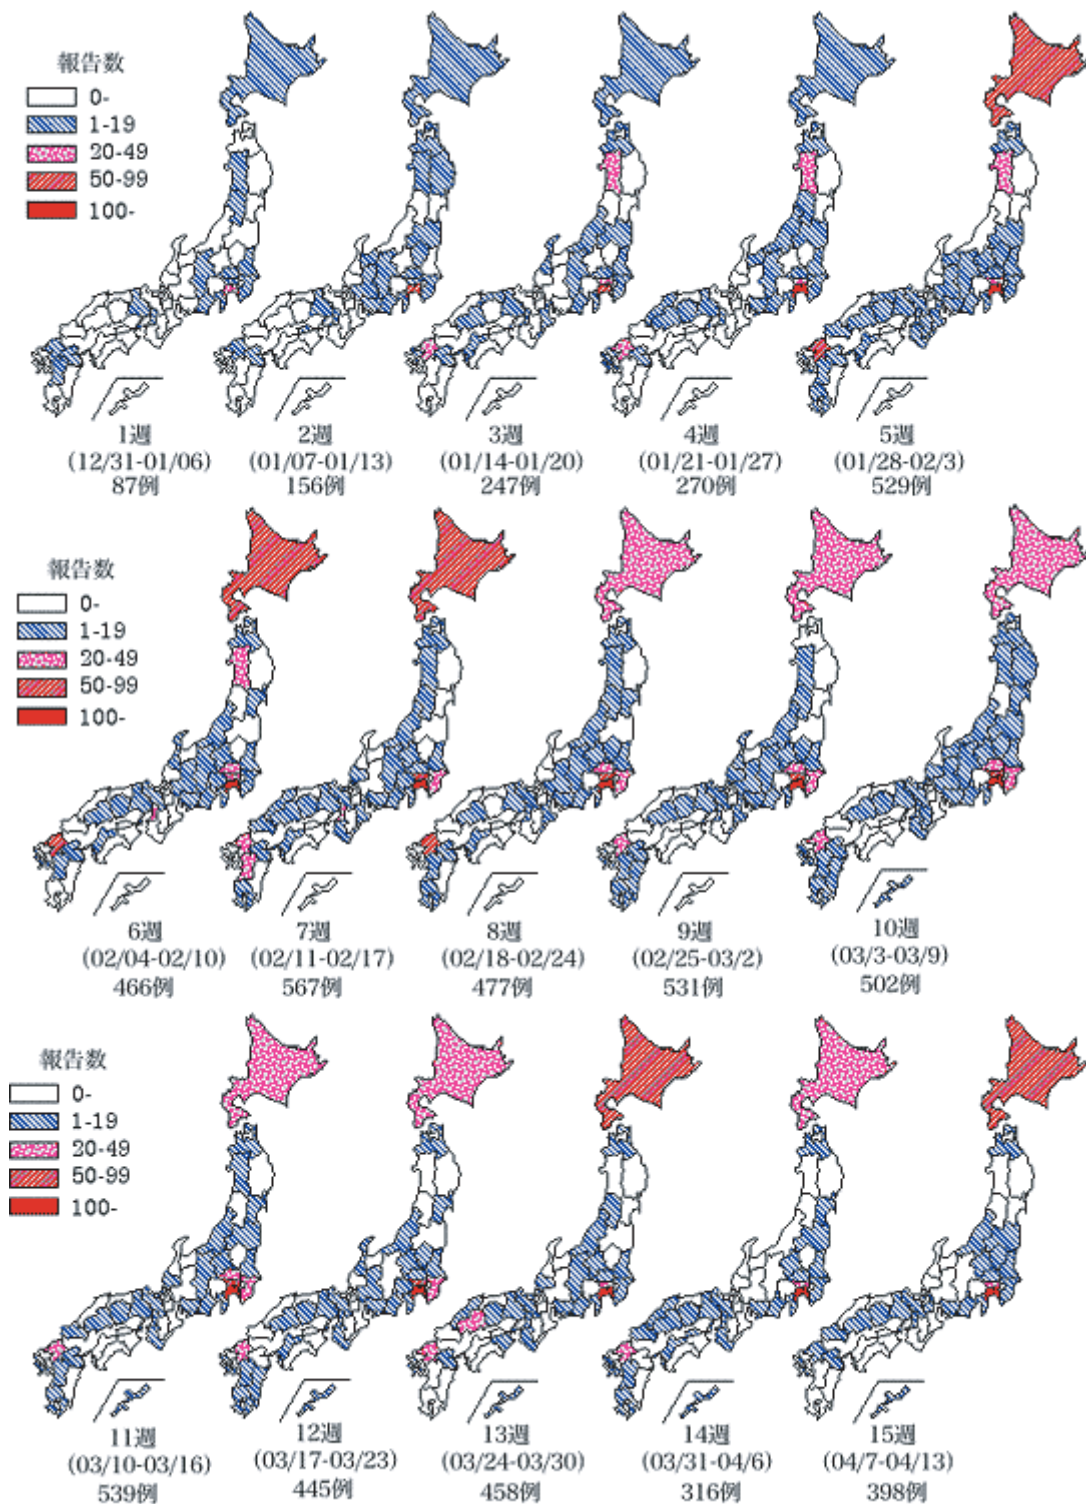 報告数
0-
1-19
20-49
50-99
100-
1週
(12/31-01/06)
87例
2週
(01/07-01/13)
156例
3週
(01/14-01/20)
247例
4週
(01/21-01/27)
270例
5週
(01/28-02/3)
529例
報告数
0-
1-19
20-49
50-99
100-
6週
(02/04-02/10)
466例
7週
(02/11-02/17)
567例
8週
(02/18-02/24)
477例
9週
(02/25-03/2)
531例
10週
(03/3-03/9)
502例
報告数
0-
1-19
20-49
50-99
100-
11週
(03/10-03/16)
539例
12週
(03/17-03/23)
445例
13週
(03/24-03/30)
458例
14週
(03/31-04/6)
316例
15週
(04/7-04/13)
398例